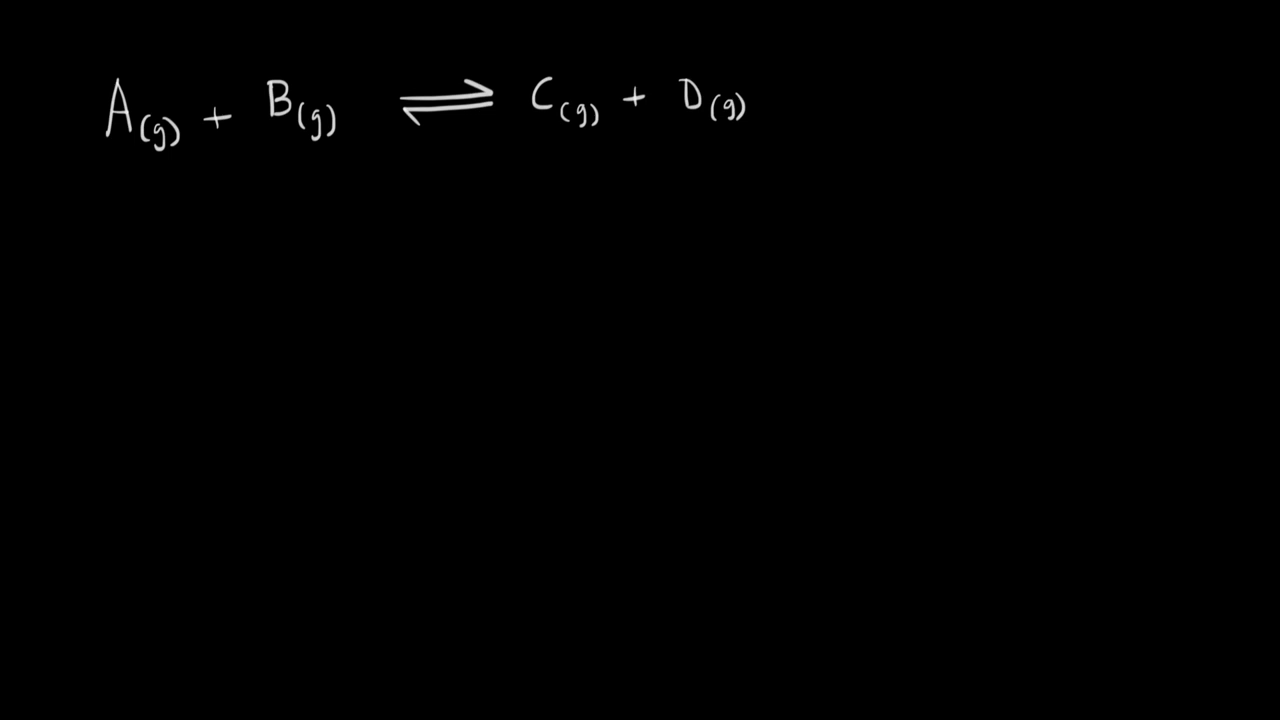 A(g) + B(g) ⇌ C(g) + D(g)